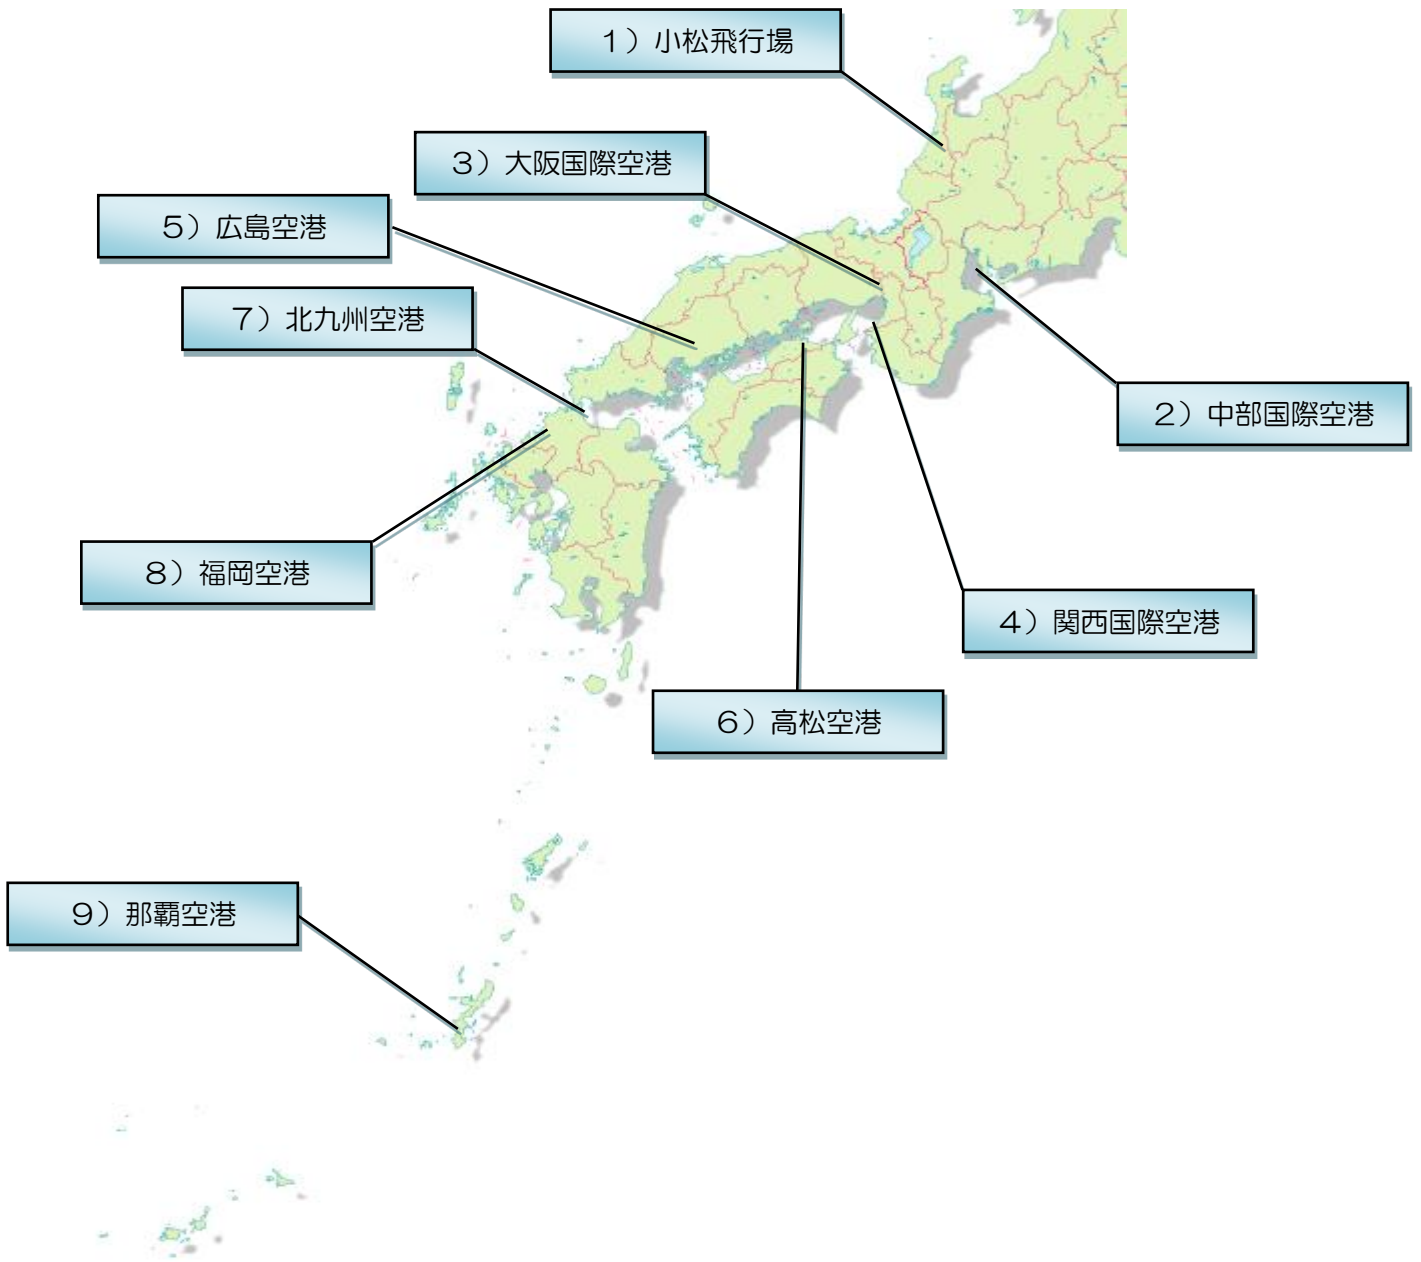 １）小松飛行場
３）大阪国際空港
５）広島空港
７）北九州空港
２）中部国際空港
８）福岡空港
４）関西国際空港
６）高松空港
９）那覇空港